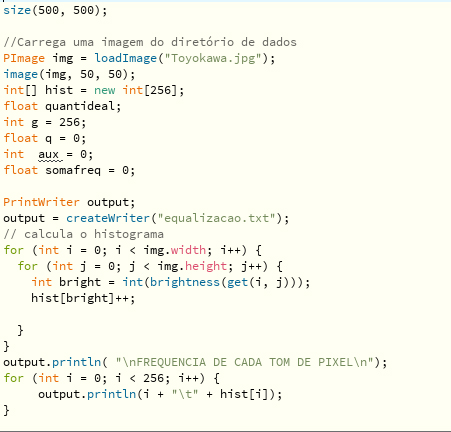 size(500, 500);
//Carrega uma imagem do diretório de dados
PImage img = loadImage("Toyokawa.jpg");
image(img, 50, 50);
int[] hist = new int[256];
float quantideal;
int g = 256;
float q = 0;
int  aux = 0;
float somafreq = 0;
PrintWriter output;
output = createWriter("equalizacao.txt");
// calcula o histograma
for (int i = 0; i < img.width; i++) {
  for (int j = 0; j < img.height; j++) {
    int bright = int(brightness(get(i, j)));
    hist[bright]++;
  }
}
output.println( "\nFREQUENCIA DE CADA TOM DE PIXEL\n");
for (int i = 0; i < 256; i++) {
     output.println(i + "\t" + hist[i]);
}